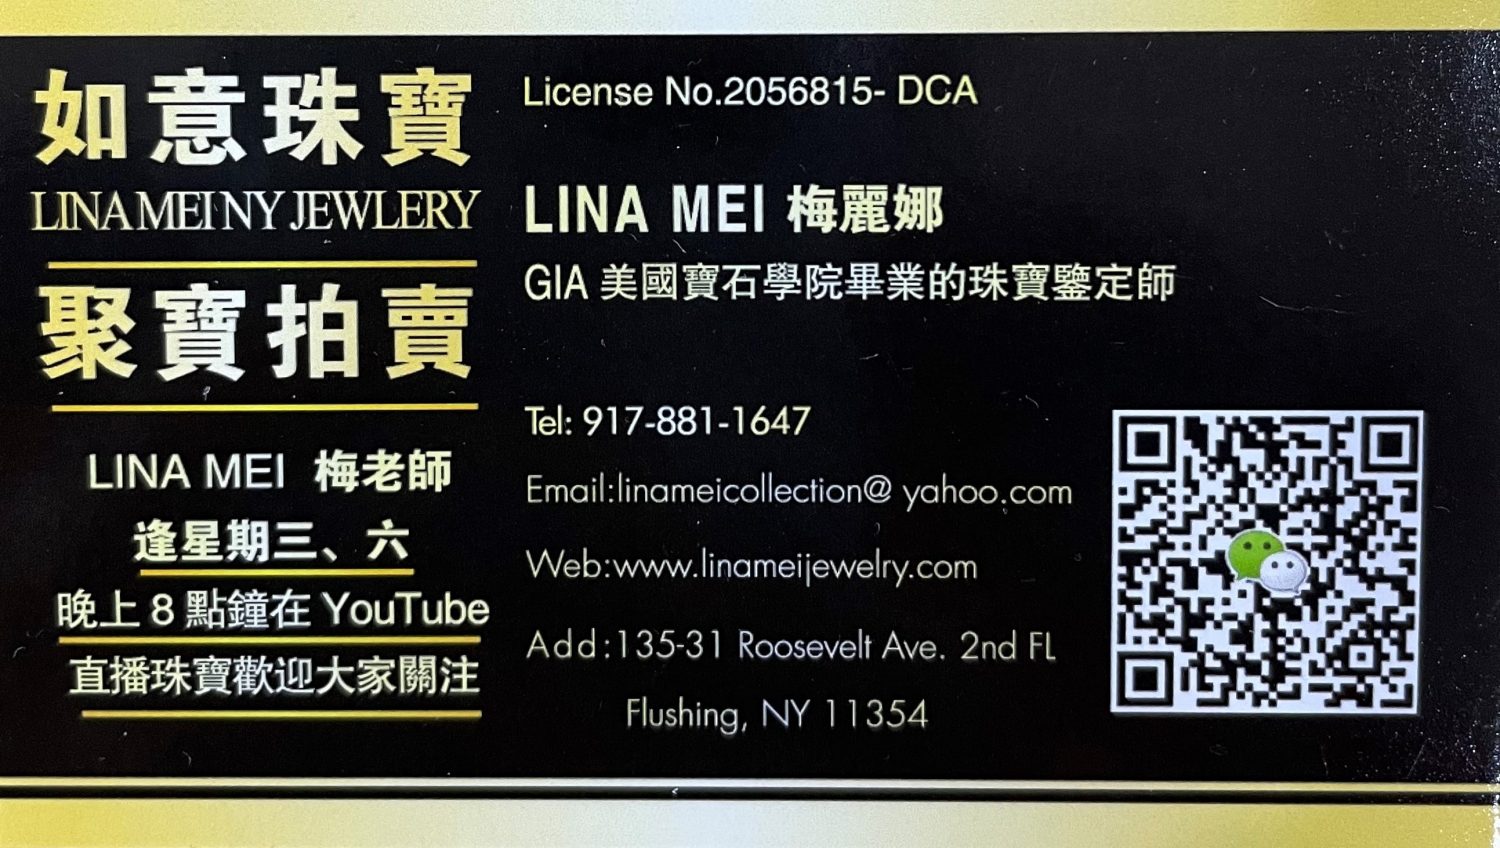 如意珠寶
LINA MEI NY JEWLERY
聚寶拍賣
LINA MEI 梅老師
逢星期三、六
晚上 8 點鐘在 YouTube
直播珠寶歡迎大家關注
License No.2056815- DCA
LINA MEI 梅麗娜
GIA 美國寶石學院畢業的珠寶鑒定師
Tel: 917-881-1647
Email:linameicollection@ yahoo.com
Web:www.linameijewelry.com
Add:135-31 Roosevelt Ave. 2nd FL
Flushing, NY 11354